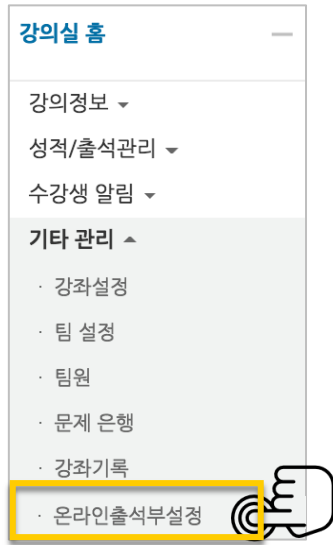 강의실 홈
강의정보
성적/출석관리
수강생 알림
기타 관리
· 강좌설정
· 팀 설정
· 팀원
· 문제 은행
· 강좌기록
· 온라인출석부설정